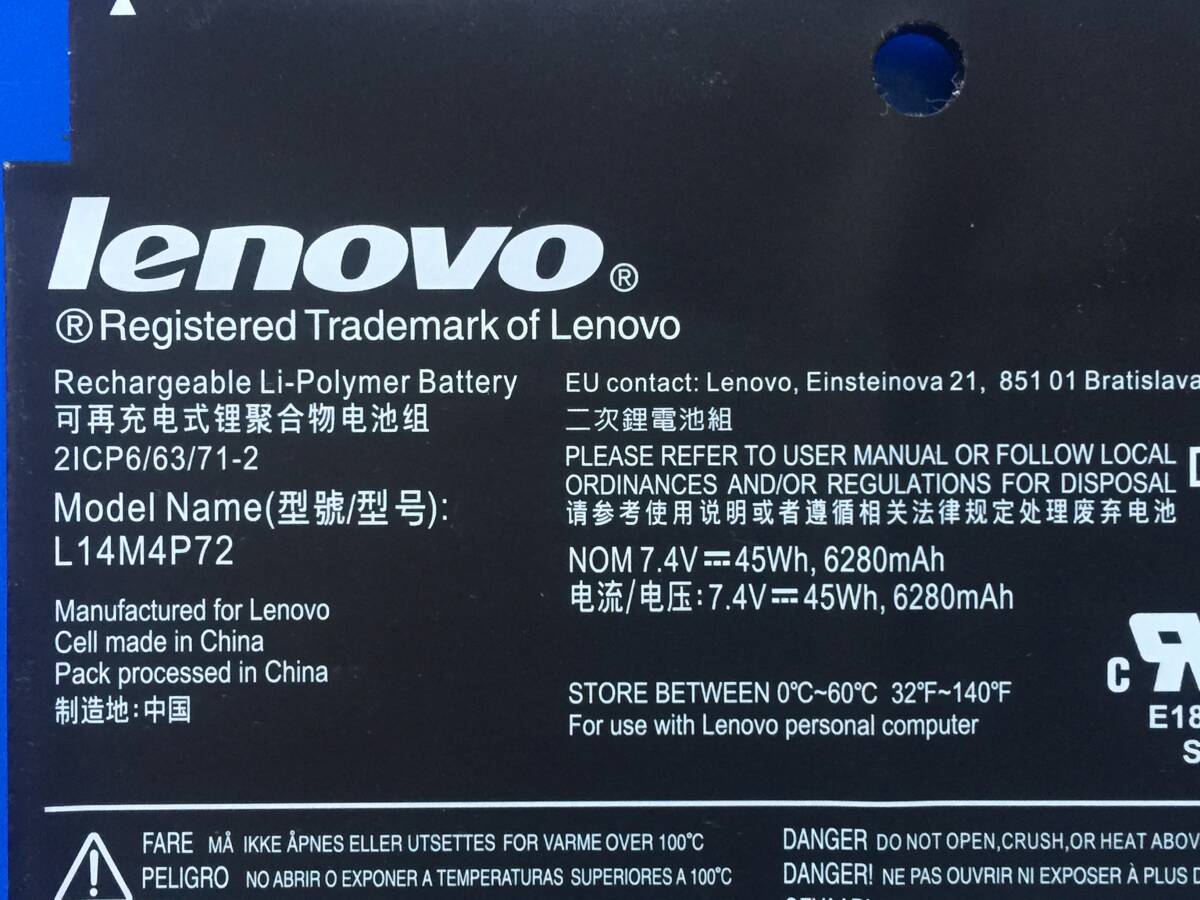 lenovo®
®Registered Trademark of Lenovo
Rechargeable Li-Polymer Battery
可再充电式锂聚合物电池组
2ICP6/63/71-2
Model Name(型號/型号):
L14M4P72
Manufactured for Lenovo
Cell made in China
Pack processed in China
制造地:中国
EU contact: Lenovo, Einsteinova 21, 851 01 Bratislava
二次鋰電池組
PLEASE REFER TO USER MANUAL OR FOLLOW LOCAL
ORDINANCES AND/OR REGULATIONS FOR DISPOSAL
请参考使用说明或者遵循相关法律规定处理废弃电池
NOM 7.4V⎓45Wh, 6280mAh
电流/电压:7.4V⎓45Wh, 6280mAh
STORE BETWEEN 0℃~60℃ 32℉~140℉
For use with Lenovo personal computer
c
E18
S
FARE MÅ IKKE ÅPNES ELLER UTSETTES FOR VARME OVER 100℃
PELIGRO NO ABRIR O EXPONER A TEMPERATURAS SUPERIORES A 100℃
DANGER DO NOT OPEN,CRUSH,OR HEAT ABOV
DANGER! NE PAS OUVRIR NI EXPOSER À PLUS D